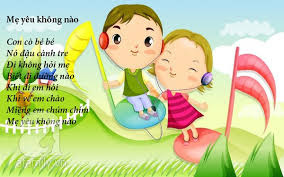 Mẹ yêu không nào
Con cò bé bé
Nó đậu cành tre
Đi không hỏi mẹ
Biết đi đường nào
Khi đi em hỏi
Khi về em chào
Miệng em chúm chím
Mẹ yêu không nào